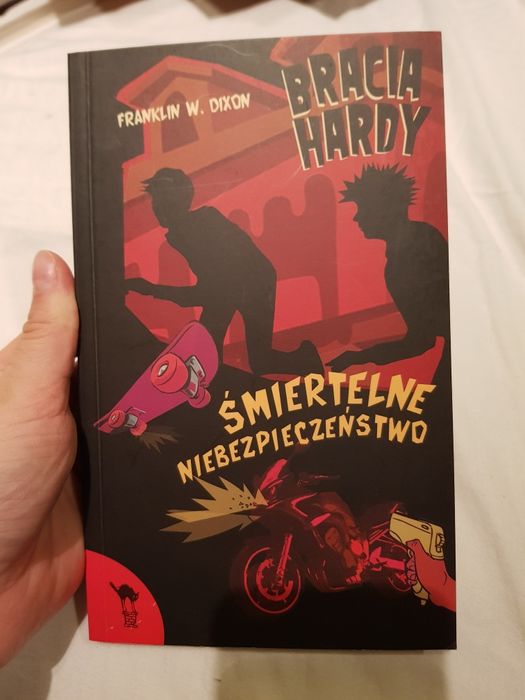 FRANKLIN W. DIXON
BRACIA
HARDY
ŚMIERTELNE
NIEBEZPIECZEŃSTWO